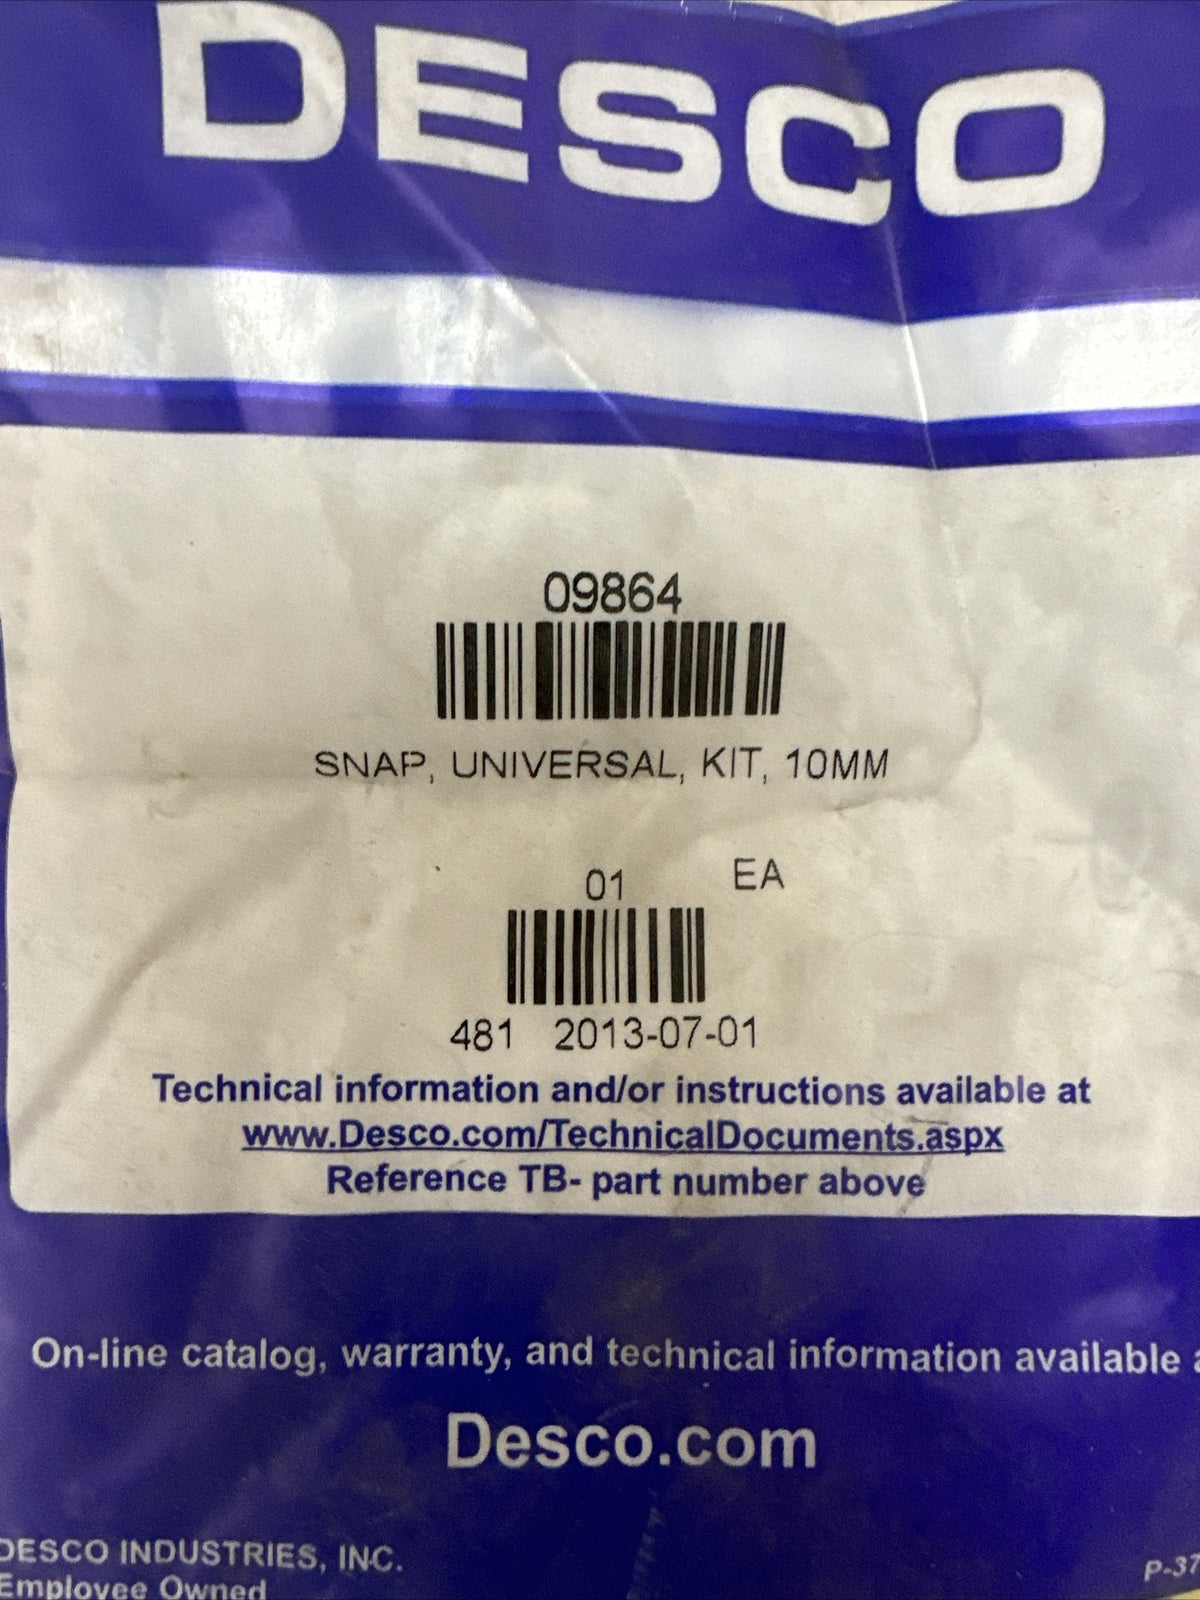 DESCO
09864
SNAP, UNIVERSAL, KIT, 10MM
01 EA
481 2013-07-01
Technical information and/or instructions available at
www.Desco.com/TechnicalDocuments.aspx
Reference TB- part number above
On-line catalog, warranty, and technical information available
Desco.com
DESCO INDUSTRIES, INC.
Employee Owned
P-37